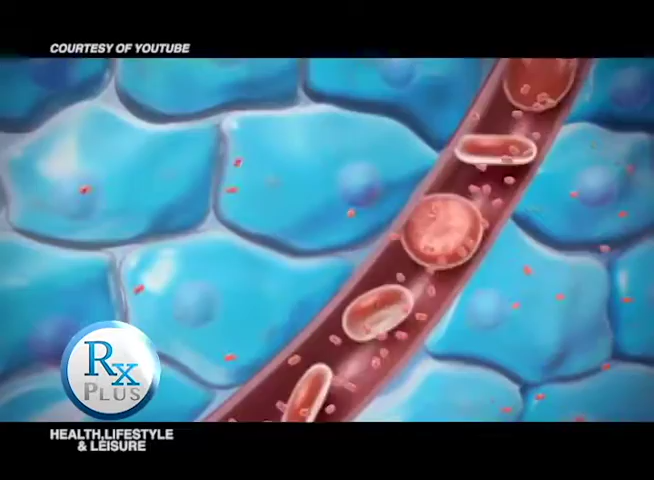 COURTESY OF YOUTUBE
Rx
PLUS
HEALTH,LIFESTYLE
& LEISURE